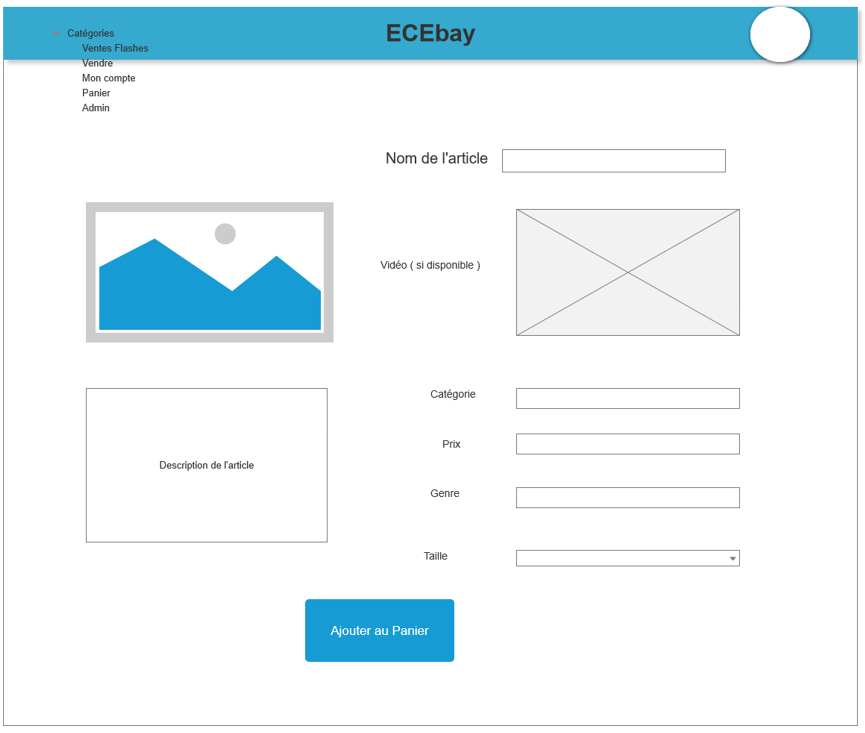 ECEbay
Catégories
Ventes Flashes
Vendre
Mon compte
Panier
Admin
Nom de l'article
Vidéo ( si disponible )
Catégorie
Prix
Description de l'article
Genre
Taille
Ajouter au Panier